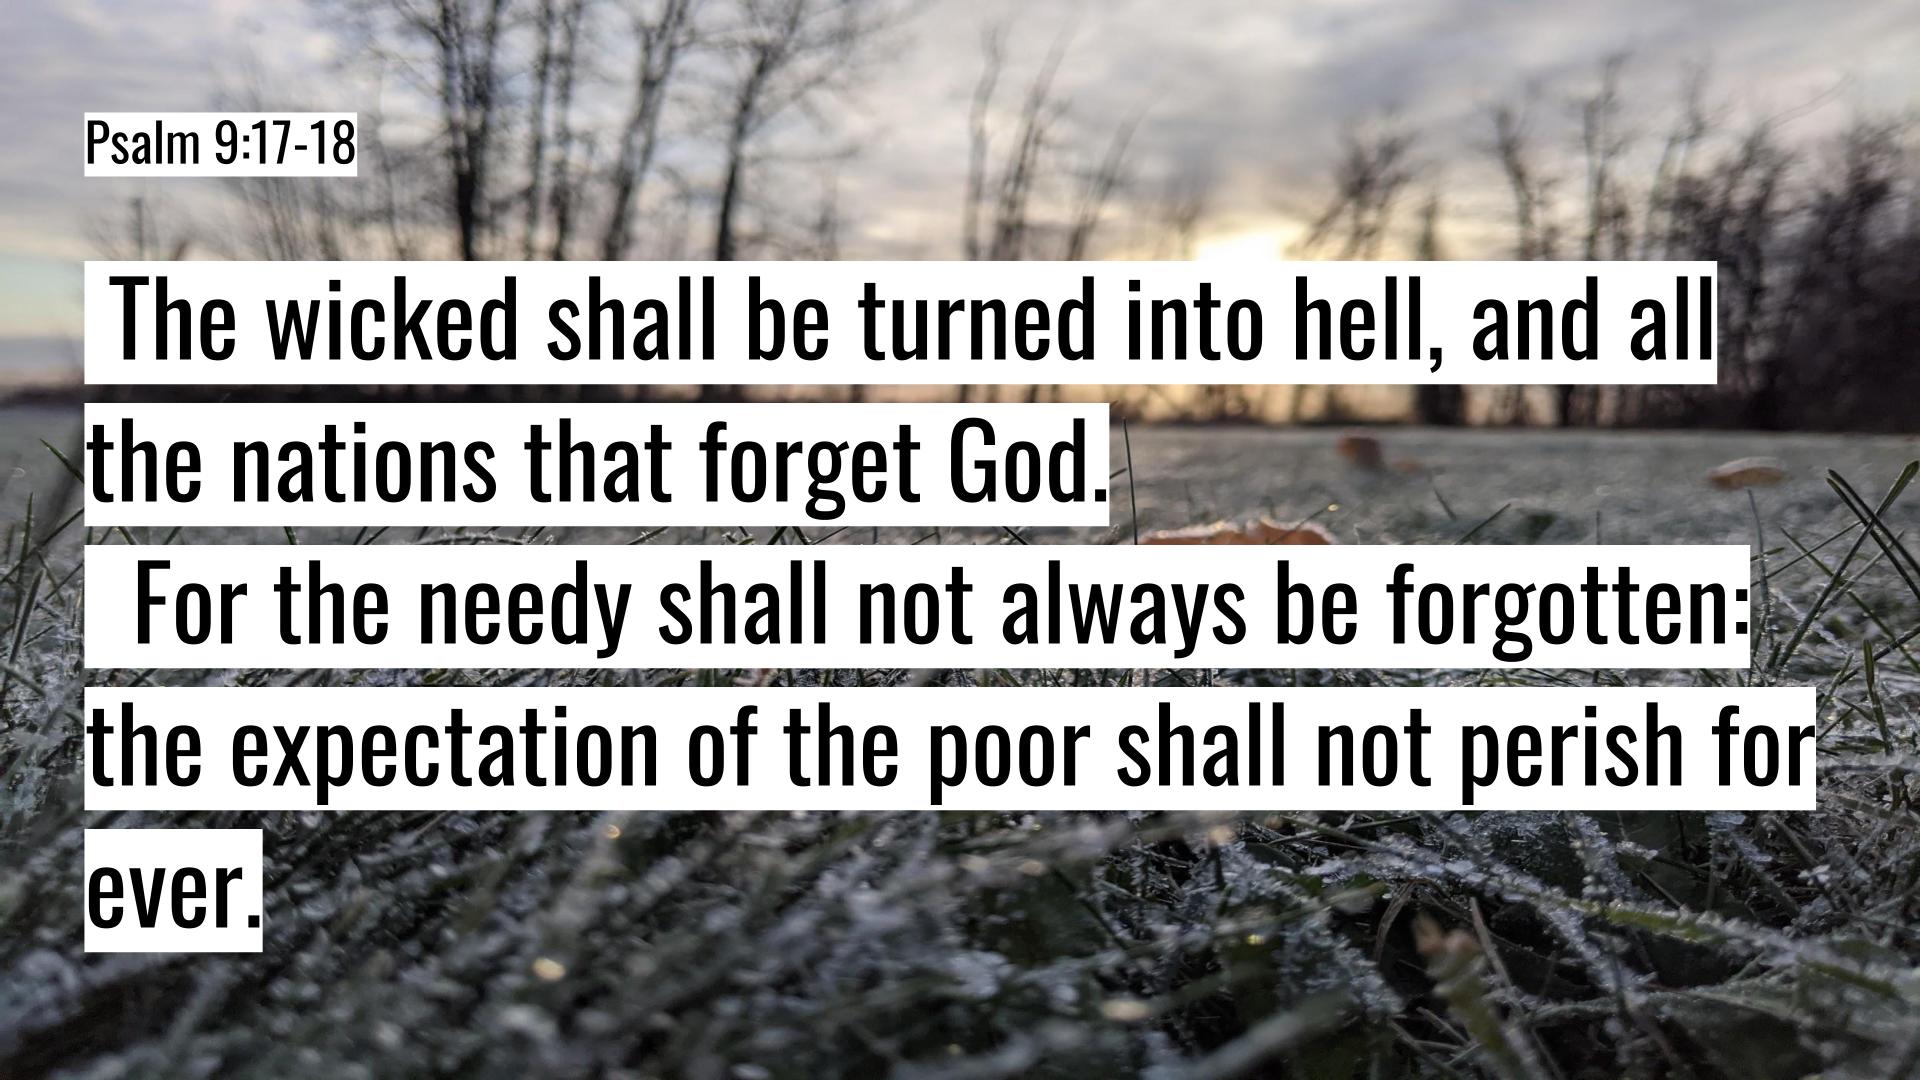 Psalm 9:17-18
The wicked shall be turned into hell, and all
the nations that forget God.
For the needy shall not always be forgotten:
the expectation of the poor shall not perish for
ever.